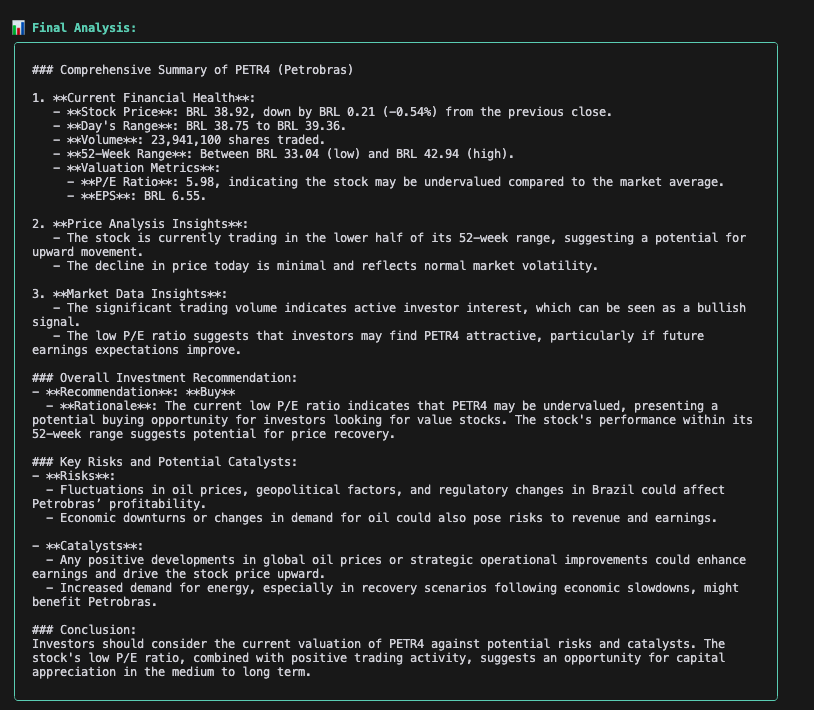 📊 Final Analysis:
### Comprehensive Summary of PETR4 (Petrobras)
1. **Current Financial Health**:
- **Stock Price**: BRL 38.92, down by BRL 0.21 (-0.54%) from the previous close.
- **Day's Range**: BRL 38.75 to BRL 39.36.
- **Volume**: 23,941,100 shares traded.
- **52-Week Range**: Between BRL 33.04 (low) and BRL 42.94 (high).
- **Valuation Metrics**:
- **P/E Ratio**: 5.98, indicating the stock may be undervalued compared to the market average.
- **EPS**: BRL 6.55.
2. **Price Analysis Insights**:
- The stock is currently trading in the lower half of its 52-week range, suggesting a potential for
upward movement.
- The decline in price today is minimal and reflects normal market volatility.
3. **Market Data Insights**:
- The significant trading volume indicates active investor interest, which can be seen as a bullish
signal.
- The low P/E ratio suggests that investors may find PETR4 attractive, particularly if future
earnings expectations improve.
### Overall Investment Recommendation:
- **Recommendation**: **Buy**
- **Rationale**: The current low P/E ratio indicates that PETR4 may be undervalued, presenting a
potential buying opportunity for investors looking for value stocks. The stock's performance within its
52-week range suggests potential for price recovery.
### Key Risks and Potential Catalysts:
- **Risks**:
- Fluctuations in oil prices, geopolitical factors, and regulatory changes in Brazil could affect
Petrobras’ profitability.
- Economic downturns or changes in demand for oil could also pose risks to revenue and earnings.
- **Catalysts**:
- Any positive developments in global oil prices or strategic operational improvements could enhance
earnings and drive the stock price upward.
- Increased demand for energy, especially in recovery scenarios following economic slowdowns, might
benefit Petrobras.
### Conclusion:
Investors should consider the current valuation of PETR4 against potential risks and catalysts. The
stock's low P/E ratio, combined with positive trading activity, suggests an opportunity for capital
appreciation in the medium to long term.